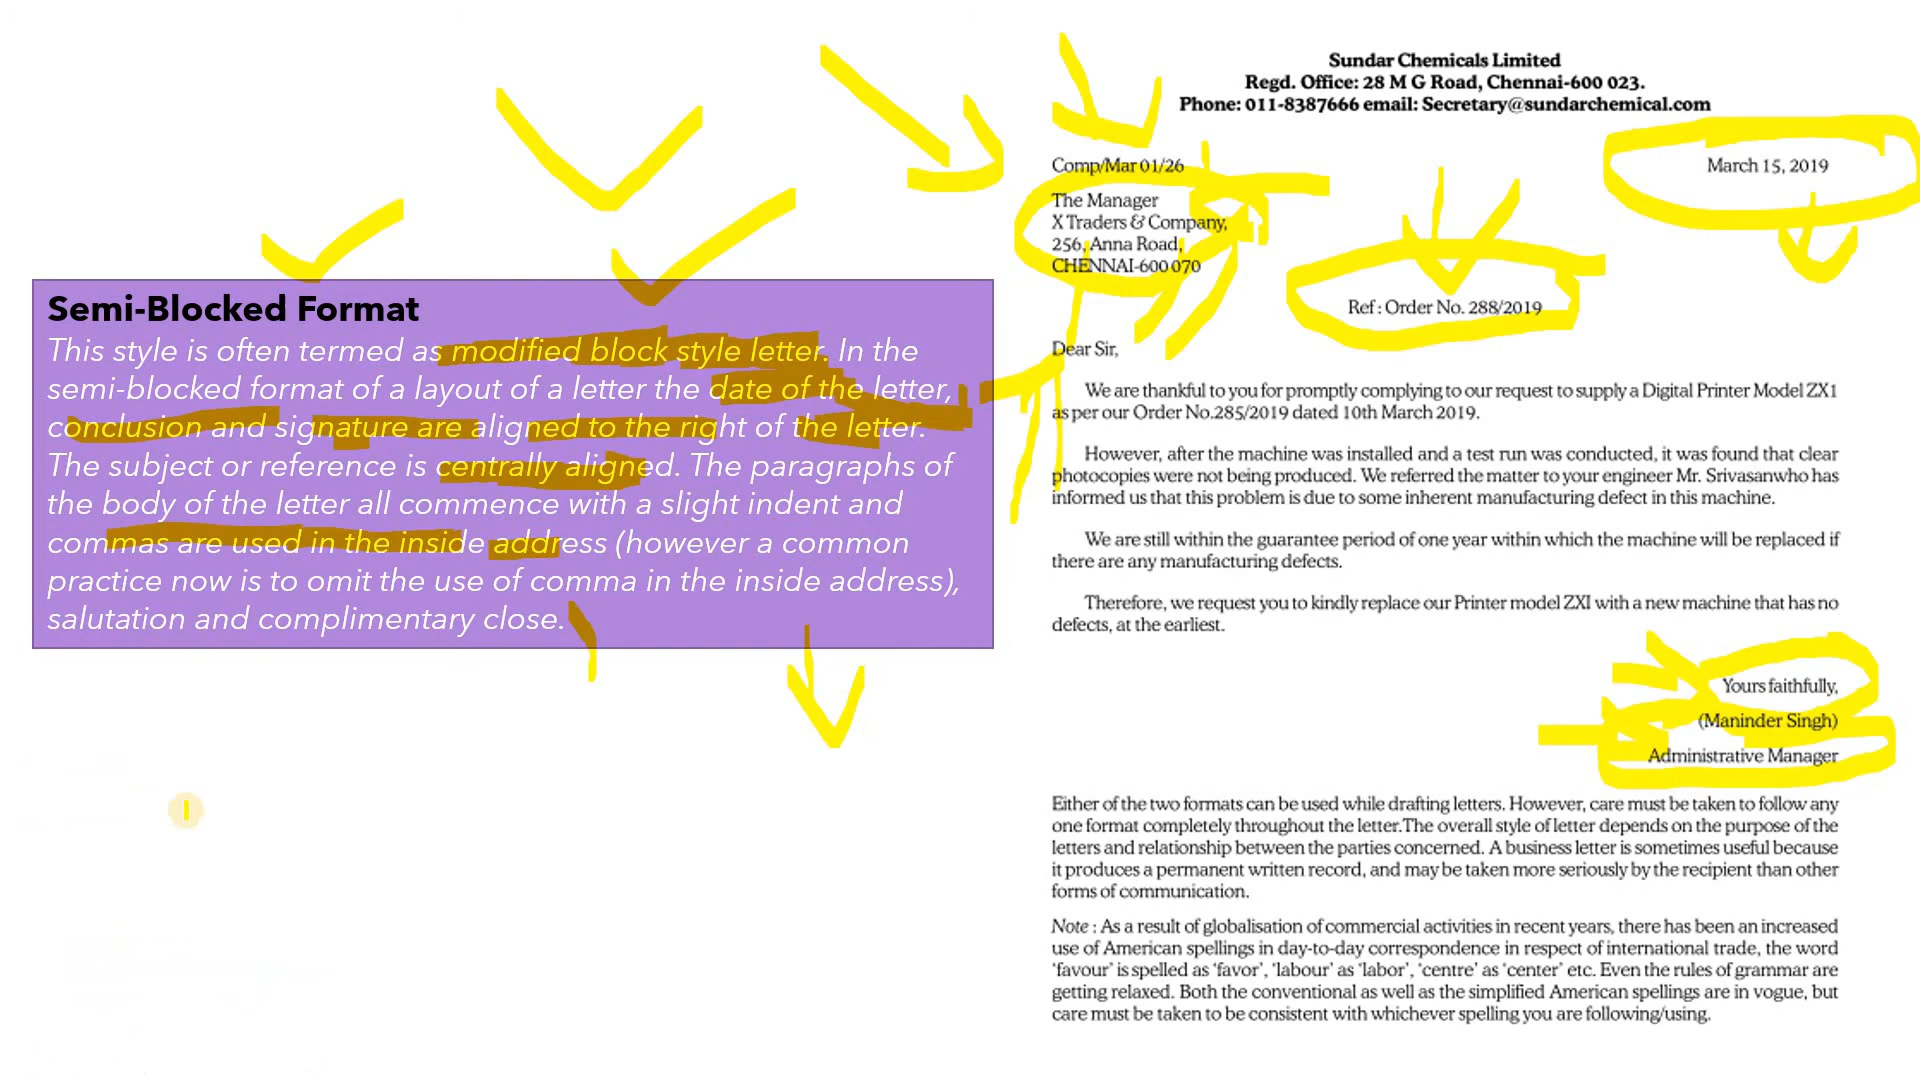 Semi-Blocked Format
This style is often termed as modified block style letter. In the
semi-blocked format of a layout of a letter the date of the letter,
conclusion and signature are aligned to the right of the letter.
The subject or reference is centrally aligned. The paragraphs of
the body of the letter all commence with a slight indent and
commas are used in the inside address (however a common
practice now is to omit the use of comma in the inside address),
salutation and complimentary close.
Sundar Chemicals Limited
Regd. Office: 28 M G Road, Chennai-600 023.
Phone: 011-8387666 email: Secretary@sundarchemical.com
Comp/Mar 01/26
March 15, 2019
The Manager
X Traders & Company,
256, Anna Road,
CHENNAI-600 070
Ref : Order No. 288/2019
Dear Sir,
We are thankful to you for promptly complying to our request to supply a Digital Printer Model ZX1
as per our Order No.285/2019 dated 10th March 2019.
However, after the machine was installed and a test run was conducted, it was found that clear
photocopies were not being produced. We referred the matter to your engineer Mr. Srivasanwho has
informed us that this problem is due to some inherent manufacturing defect in this machine.
We are still within the guarantee period of one year within which the machine will be replaced if
there are any manufacturing defects.
Therefore, we request you to kindly replace our Printer model ZXI with a new machine that has no
defects, at the earliest.
Yours faithfully,
(Maninder Singh)
Administrative Manager
Either of the two formats can be used while drafting letters. However, care must be taken to follow any
one format completely throughout the letter.The overall style of letter depends on the purpose of the
letters and relationship between the parties concerned. A business letter is sometimes useful because
it produces a permanent written record, and may be taken more seriously by the recipient than other
forms of communication.
Note : As a result of globalisation of commercial activities in recent years, there has been an increased
use of American spellings in day-to-day correspondence in respect of international trade, the word
'favour' is spelled as 'favor', 'labour' as 'labor', 'centre' as 'center' etc. Even the rules of grammar are
getting relaxed. Both the conventional as well as the simplified American spellings are in vogue, but
care must be taken to be consistent with whichever spelling you are following/using.